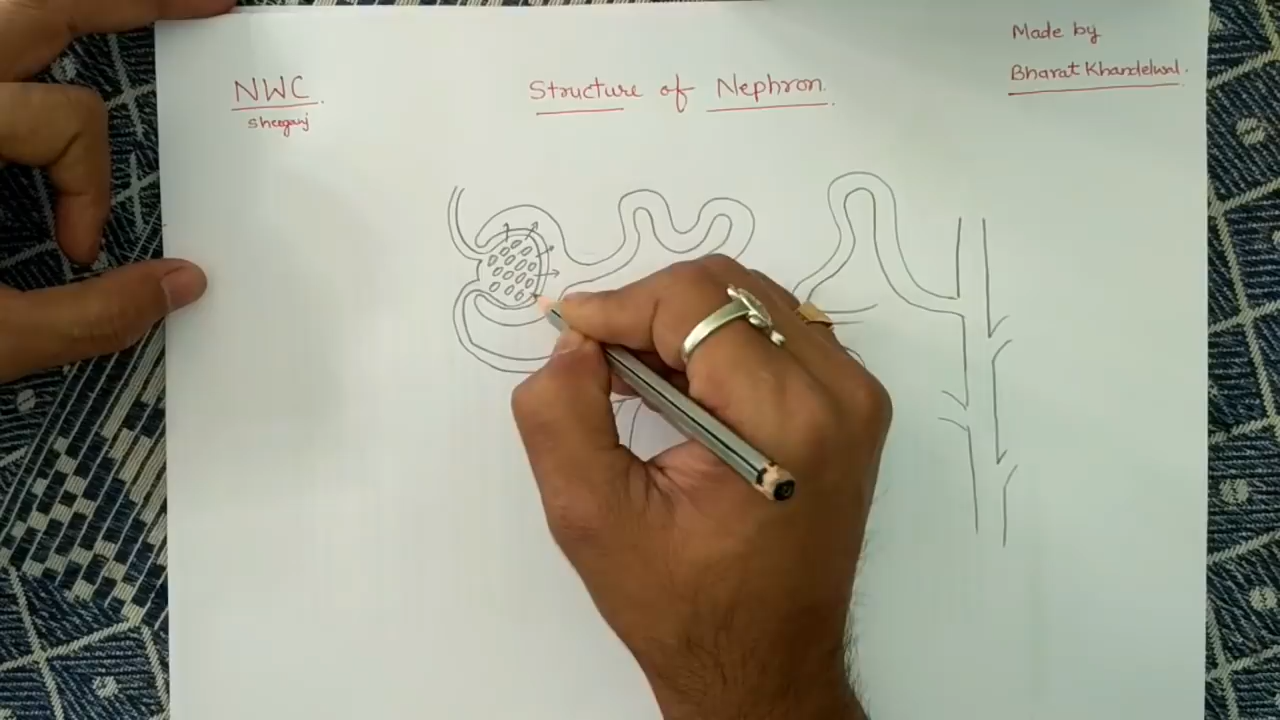 NWC
Sheoganj
Structure of Nephron.
Made by
Bharat Khandelwal.